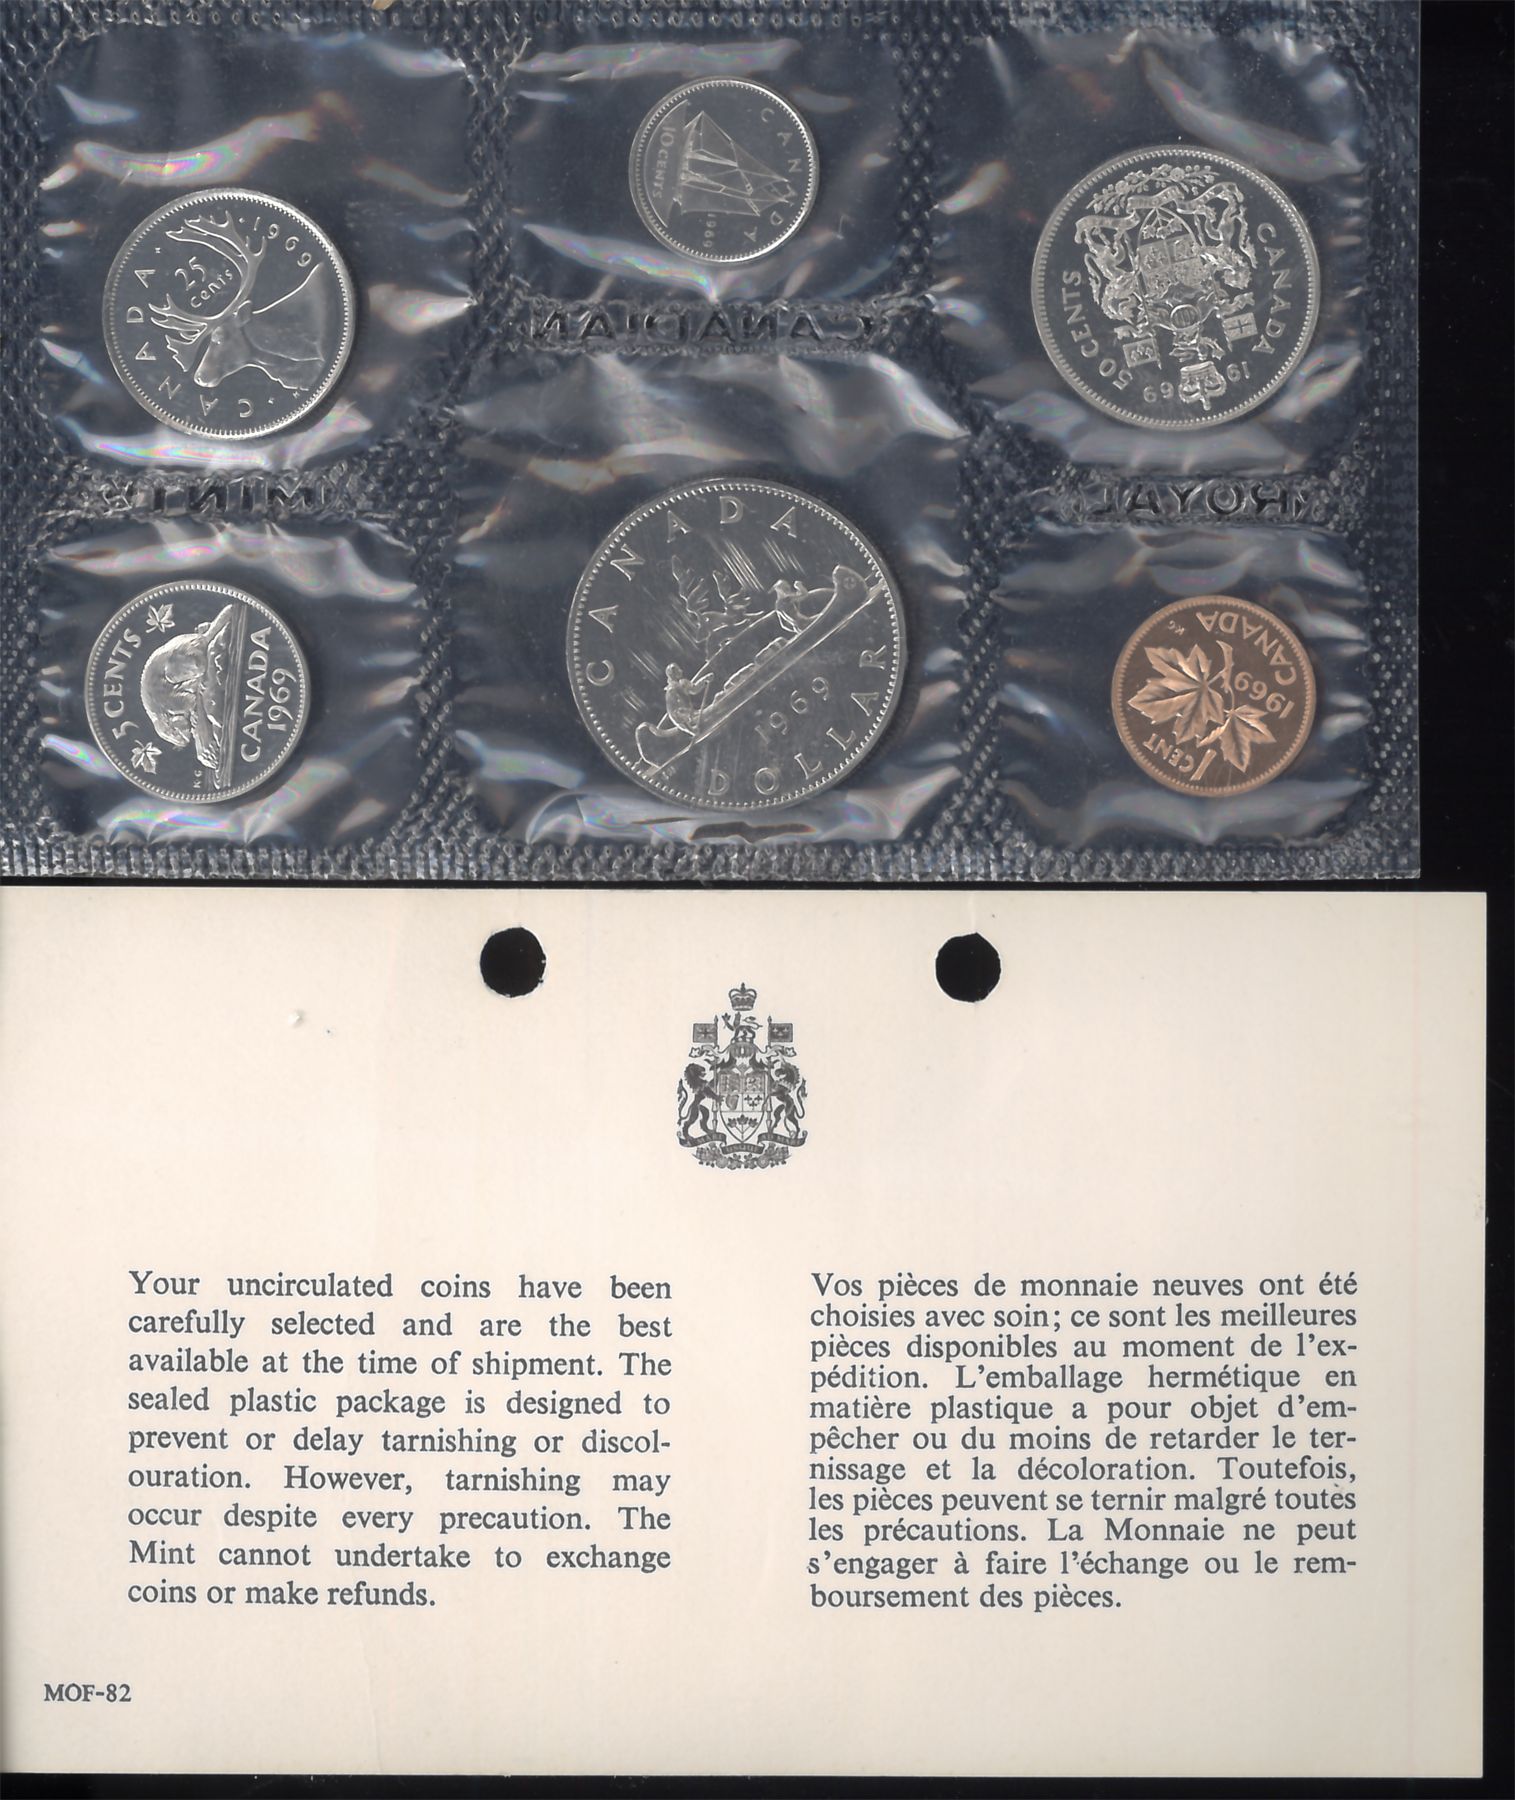 CANADA
10 CENTS
1969
CANADA
50 CENTS
1969
1969
25
cents
CANADA
CANADIAN
MINT
ROYAL
5 CENTS
CANADA
1969
KG
CANADA
1969
DOLLAR
CANADA
KG
1969
1
CENT
Your uncirculated coins have been
carefully selected and are the best
available at the time of shipment. The
sealed plastic package is designed to
prevent or delay tarnishing or discol-
ouration. However, tarnishing may
occur despite every precaution. The
Mint cannot undertake to exchange
coins or make refunds.
Vos pièces de monnaie neuves ont été
choisies avec soin; ce sont les meilleures
pièces disponibles au moment de l'ex-
pédition. L'emballage hermétique en
matière plastique a pour objet d'em-
pêcher ou du moins de retarder le ter-
nissage et la décoloration. Toutefois,
les pièces peuvent se ternir malgré toutes
les précautions. La Monnaie ne peut
s'engager à faire l'échange ou le rem-
boursement des pièces.
MOF-82